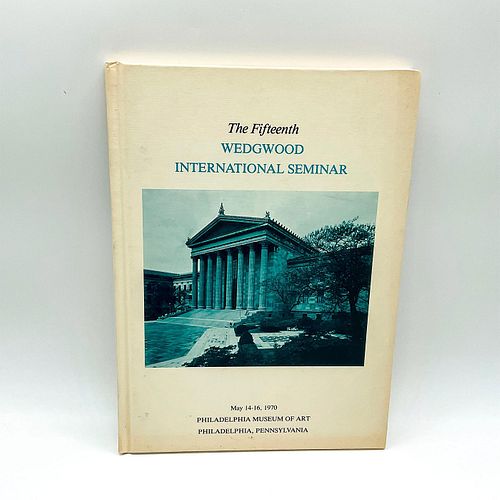 The Fifteenth
WEDGWOOD
INTERNATIONAL SEMINAR
May 14-16, 1970
PHILADELPHIA MUSEUM OF ART
PHILADELPHIA, PENNSYLVANIA